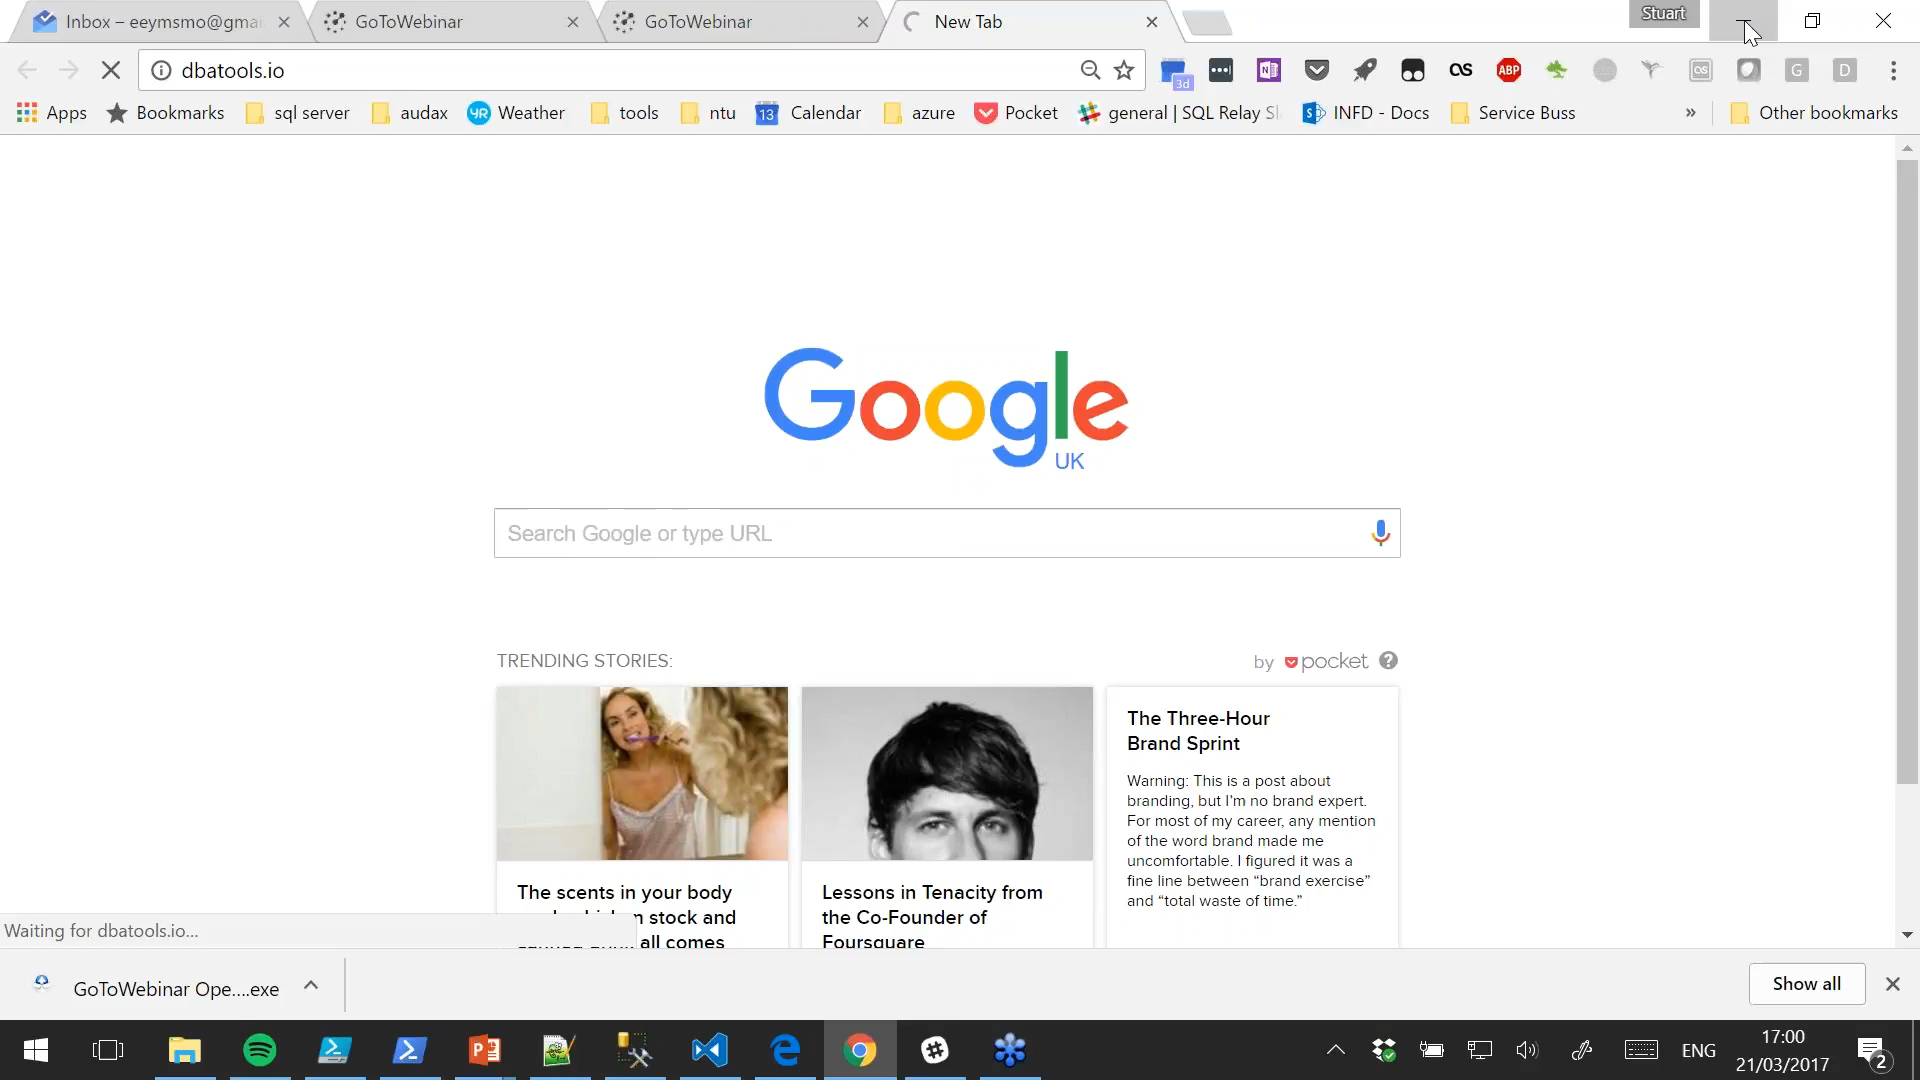 Inbox – eeymsmo@gmai
GoToWebinar
GoToWebinar
New Tab
Stuart
dbatools.io
3d
OS
ABP
G
D
Apps
Bookmarks
sql server
audax
Weather
tools
ntu
13
Calendar
azure
Pocket
general | SQL Relay Sl
INFD - Docs
Service Buss
»
Other bookmarks
Google
UK
Search Google or type URL
TRENDING STORIES:
by pocket
The scents in your body
stock and
all comes
Lessons in Tenacity from
the Co-Founder of
Foursquare
The Three-Hour
Brand Sprint
Warning: This is a post about
branding, but I'm no brand expert.
For most of my career, any mention
of the word brand made me
uncomfortable. I figured it was a
fine line between “brand exercise”
and “total waste of time.”
Waiting for dbatools.io...
GoToWebinar Ope....exe
Show all
ENG
17:00
21/03/2017
2